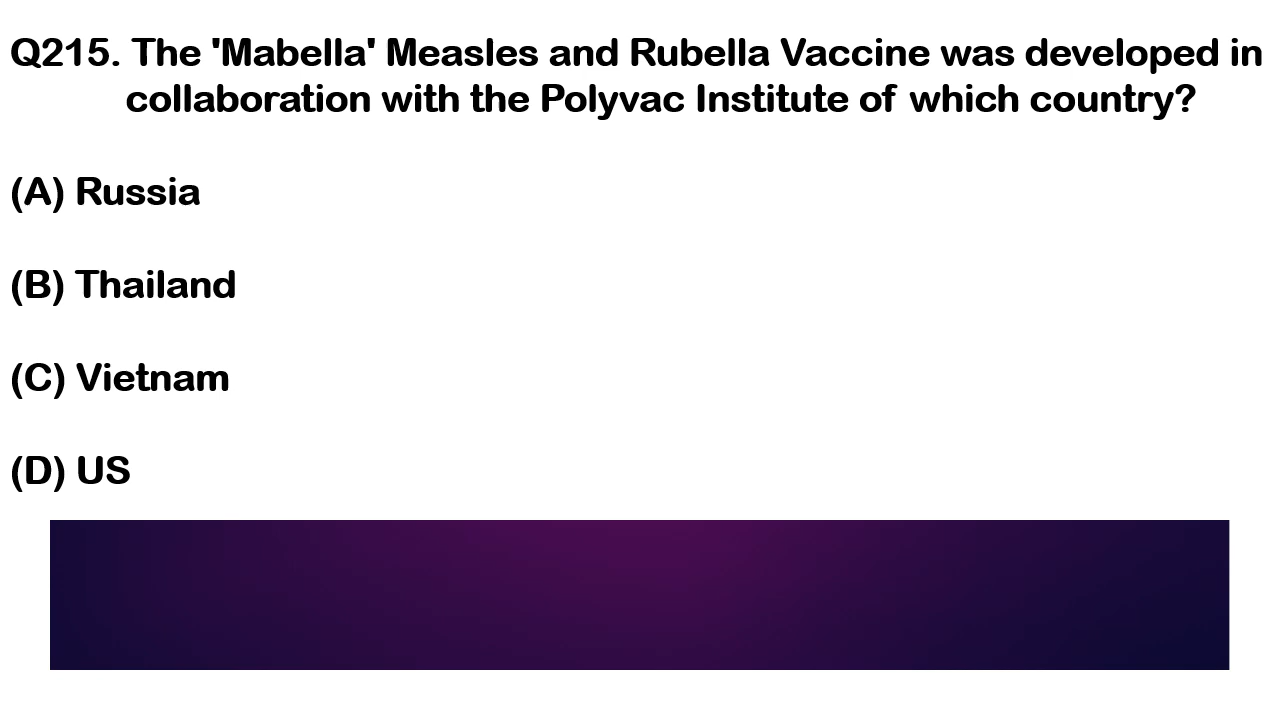 Q215. The 'Mabella' Measles and Rubella Vaccine was developed in
collaboration with the Polyvac Institute of which country?
(A) Russia
(B) Thailand
(C) Vietnam
(D) US